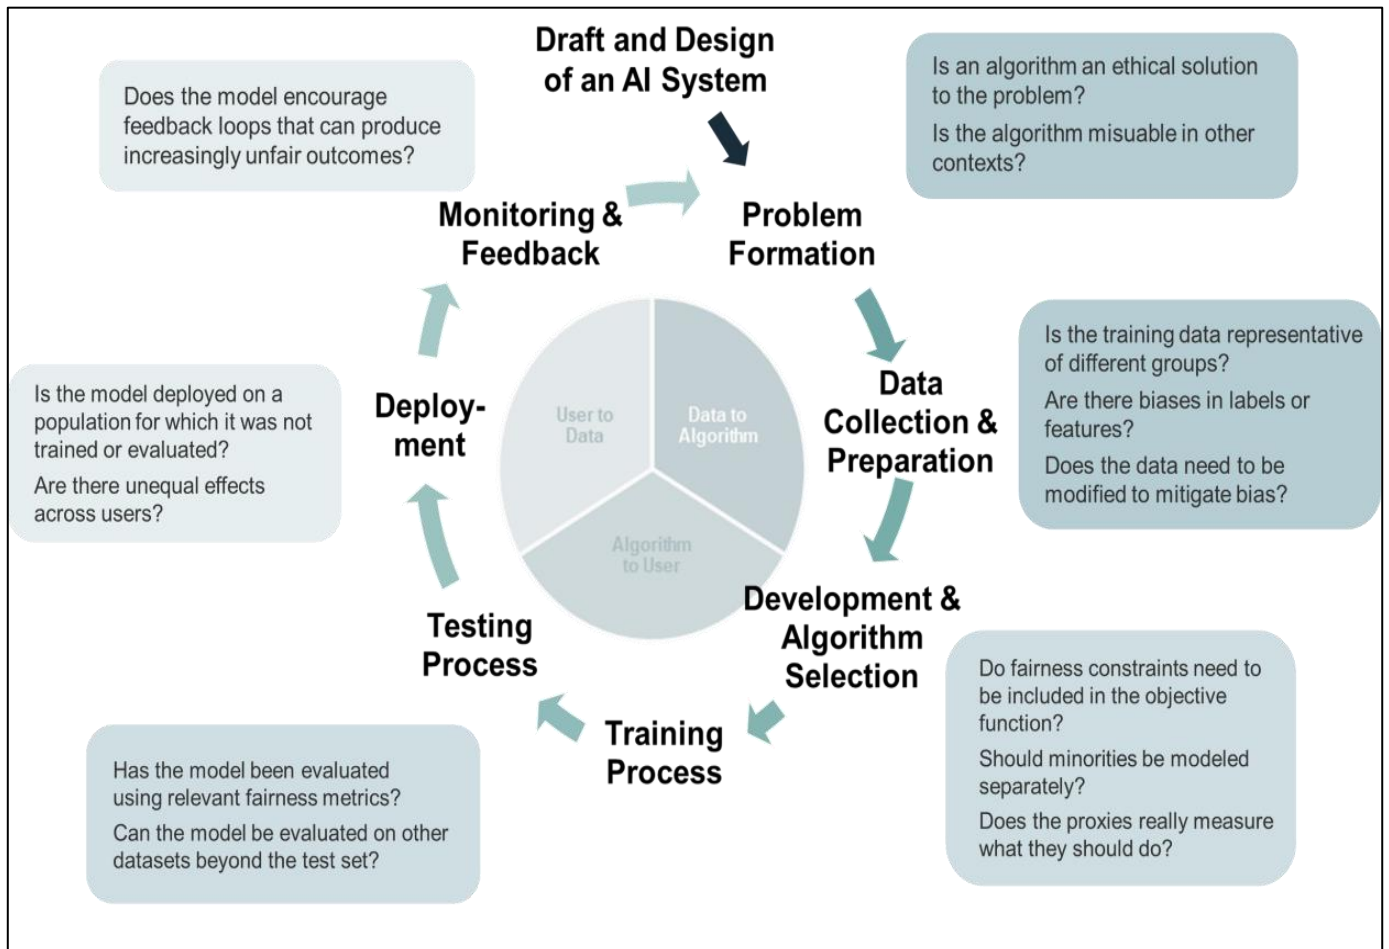 Draft and Design
of an AI System
Is an algorithm an ethical solution
to the problem?
Is the algorithm misuable in other
contexts?
Does the model encourage
feedback loops that can produce
increasingly unfair outcomes?
Monitoring &
Feedback
Problem
Formation
Is the training data representative
of different groups?
Are there biases in labels or
features?
Does the data need to be
modified to mitigate bias?
Data
Collection &
Preparation
Is the model deployed on a
population for which it was not
trained or evaluated?
Are there unequal effects
across users?
Deploy-
ment
User to
Data
Data to
Algorithm
Algorithm
to User
Development &
Algorithm
Selection
Do fairness constraints need to
be included in the objective
function?
Should minorities be modeled
separately?
Does the proxies really measure
what they should do?
Testing
Process
Training
Process
Has the model been evaluated
using relevant fairness metrics?
Can the model be evaluated on other
datasets beyond the test set?